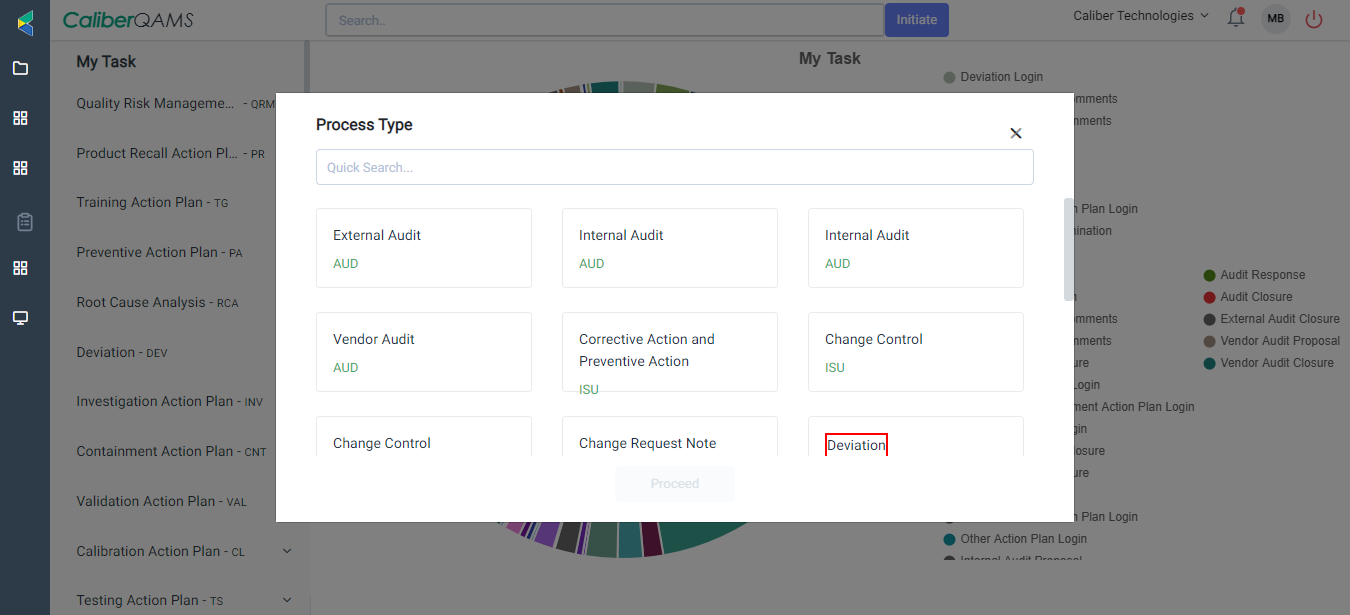 CaliberQAMS
Search..
Initiate
Caliber Technologies
MB
My Task
Quality Risk Manageme... - QRM
Product Recall Action Pl... - PR
Training Action Plan - TG
Preventive Action Plan - PA
Root Cause Analysis - RCA
Deviation - DEV
Investigation Action Plan - INV
Containment Action Plan - CNT
Validation Action Plan - VAL
Calibration Action Plan - CL
Testing Action Plan - TS
My Task
Deviation Login
Process Type
Quick Search...
External Audit
AUD
Internal Audit
AUD
Internal Audit
AUD
Vendor Audit
AUD
Corrective Action and
Preventive Action
ISU
Change Control
ISU
Change Control
Change Request Note
Deviation
Proceed
mments
nments
n Plan Login
mination
mments
nments
ure
Login
ment Action Plan Login
gin
losure
ure
n Plan Login
Other Action Plan Login
Internal Audit Proposal
Audit Response
Audit Closure
External Audit Closure
Vendor Audit Proposal
Vendor Audit Closure